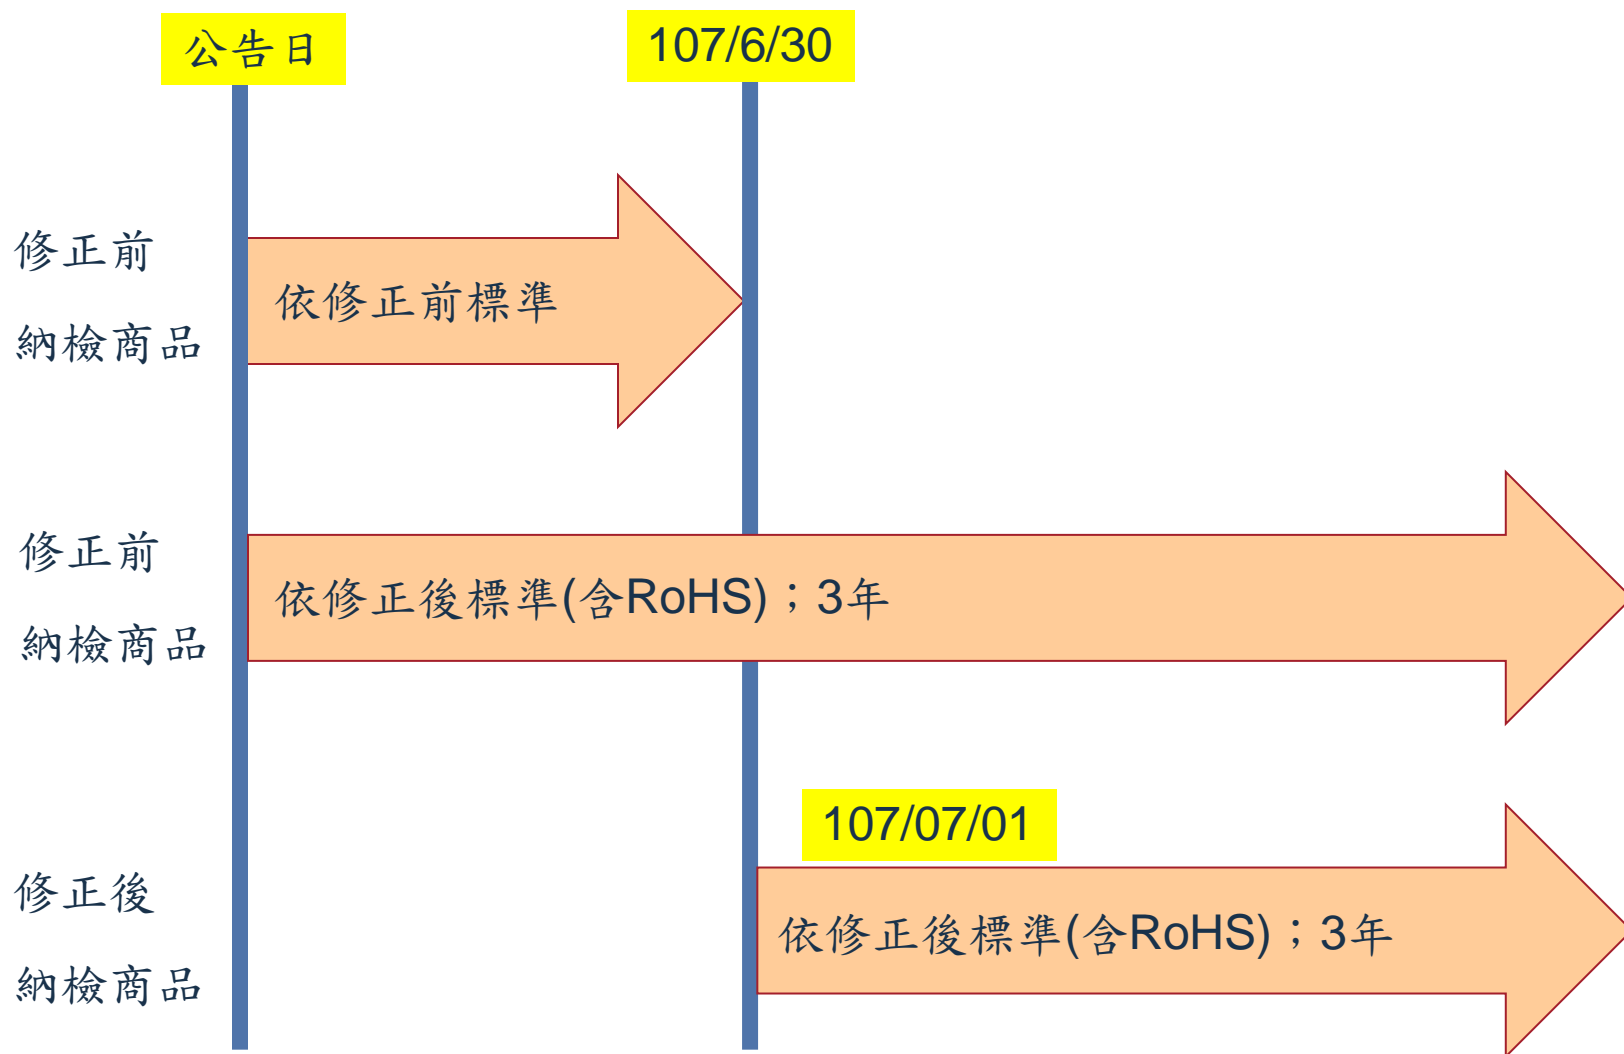 公告日
107/6/30
修正前
納檢商品
依修正前標準
修正前
納檢商品
依修正後標準(含RoHS)；3年
107/07/01
修正後
納檢商品
依修正後標準(含RoHS)；3年